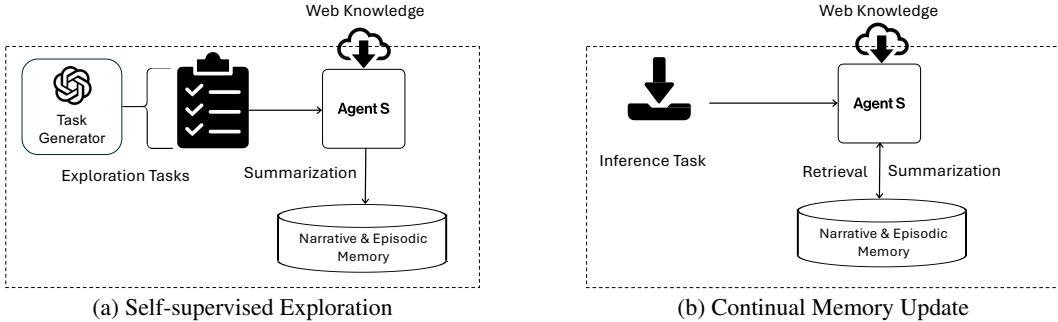 Web Knowledge
Agent S
Task
Generator
Exploration Tasks
Summarization
Narrative & Episodic
Memory
(a) Self-supervised Exploration
Web Knowledge
Agent S
Inference Task
Retrieval
Summarization
Narrative & Episodic
Memory
(b) Continual Memory Update